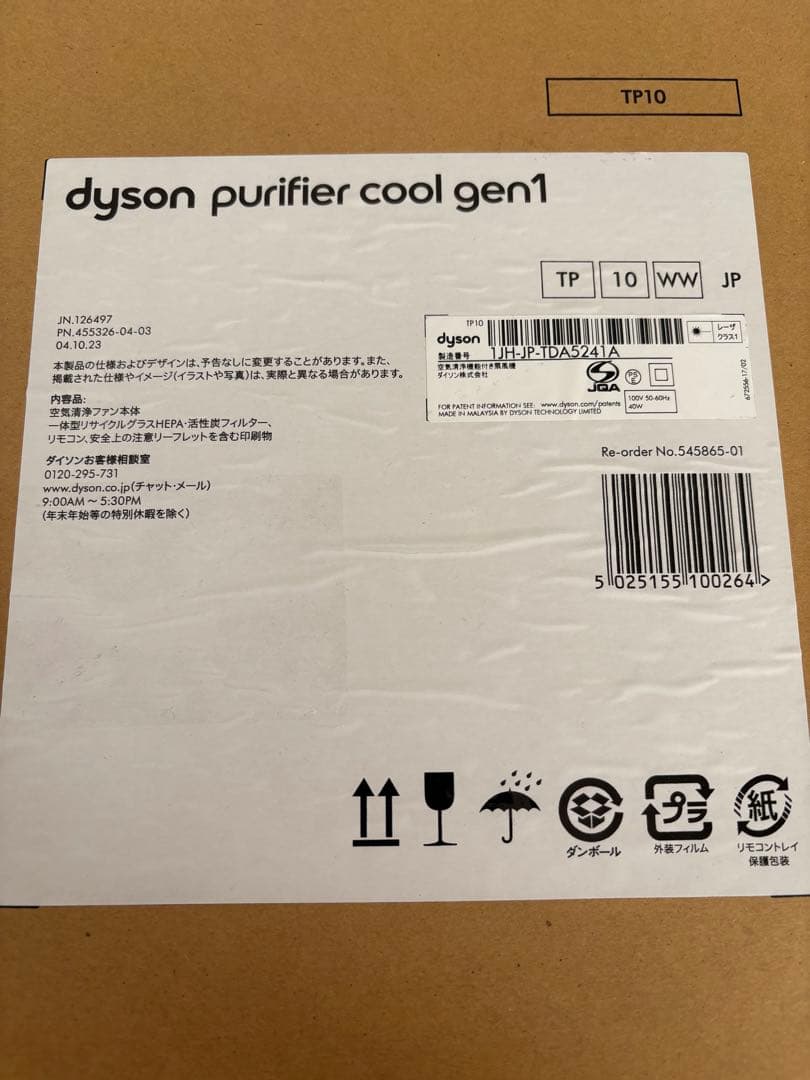 TP10
dyson purifier cool gen1
TP 10 WW JP
JN.126497
PN.455326-04-03
04.10.23
本製品の仕様およびデザインは、予告なしに変更することがあります。また、
掲載された仕様やイメージ(イラストや写真)は、実際と異なる場合があります。
内容品:
空気清浄ファン本体
一体型リサイクルグラスHEPA・活性炭フィルター、
リモコン、安全上の注意リーフレットを含む印刷物
ダイソンお客様相談室
0120-295-731
www.dyson.co.jp(チャット・メール)
9:00AM~5:30PM
(年末年始等の特別休暇を除く)
TP10
dyson
製造番号 1JH-JP-TDA5241A
レーザ
クラス1
空気清浄機能付き扇風機
ダイソン株式会社
JQA
PS
E
100V 50-60Hz
40W
FOR PATENT INFORMATION SEE: www.dyson.com/patents
MADE IN MALAYSIA BY DYSON TECHNOLOGY LIMITED
672556-17/02
Re-order No.545865-01
5 025155 100264 >
ダンボール
プラ
外装フィルム
紙
リモコントレイ
保護包装